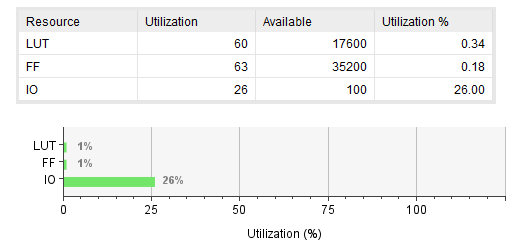 Resource Utilization Available Utilization %
LUT 60 17600 0.34
FF 63 35200 0.18
IO 26 100 26.00
LUT 1%
FF 1%
IO 26%
0 25 50 75 100
Utilization (%)